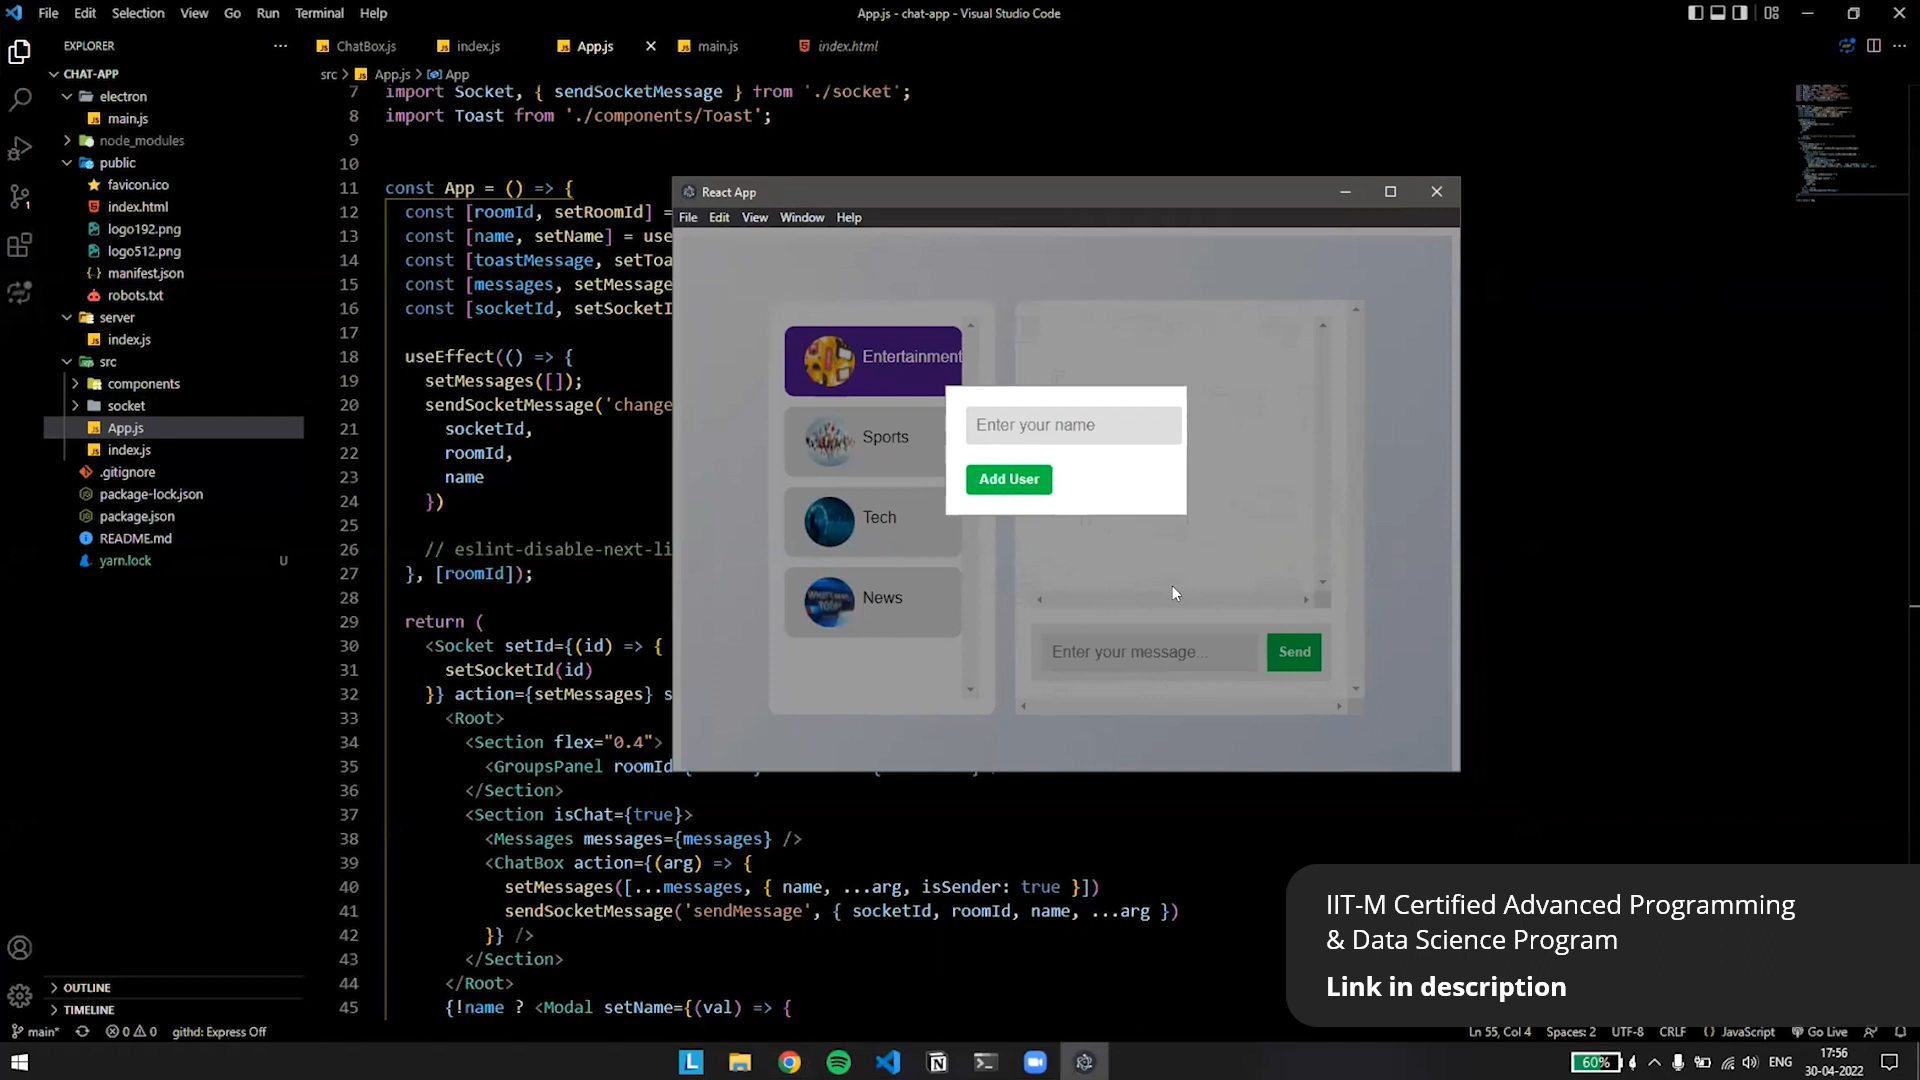 File Edit Selection View Go Run Terminal Help
App.js - chat-app - Visual Studio Code
EXPLORER
ChatBox.js
index.js
App.js
main.js
index.html
CHAT-APP
electron
main.js
node_modules
public
favicon.ico
index.html
logo192.png
logo512.png
manifest.json
robots.txt
server
index.js
src
components
socket
App.js
index.js
.gitignore
package-lock.json
package.json
README.md
yarn.lock U
OUTLINE
TIMELINE
src > App.js > App
7 import Socket, { sendSocketMessage } from './socket';
8 import Toast from './components/Toast';
9
10
11 const App = () => {
12 const [roomId, setRoomId] =
13 const [name, setName] = use
14 const [toastMessage, setToa
15 const [messages, setMessage
16 const [socketId, setSocketI
17
18 useEffect(() => {
19 setMessages([]);
20 sendSocketMessage('change
21 socketId,
22 roomId,
23 name
24 })
25
26 // eslint-disable-next-li
27 }, [roomId]);
28
29 return (
30 <Socket setId={(id) => {
31 setSocketId(id)
32 }} action={setMessages} s
33 <Root>
34 <Section flex="0.4">
35 <GroupsPanel roomId
36 </Section>
37 <Section isChat={true}>
38 <Messages messages={messages} />
39 <ChatBox action={(arg) => {
40 setMessages([...messages, { name, ...arg, isSender: true }])
41 sendSocketMessage('sendMessage', { socketId, roomId, name, ...arg })
42 }} />
43 </Section>
44 </Root>
45 {!name ? <Modal setName={(val) => {
React App
File Edit View Window Help
Entertainment
Sports
Tech
News
Enter your name
Add User
Enter your message...
Send
IIT-M Certified Advanced Programming
& Data Science Program
Link in description
main* 0 0 githd: Express Off
Ln 55, Col 4 Spaces: 2 UTF-8 CRLF JavaScript Go Live
60% ENG 17:56
30-04-2022